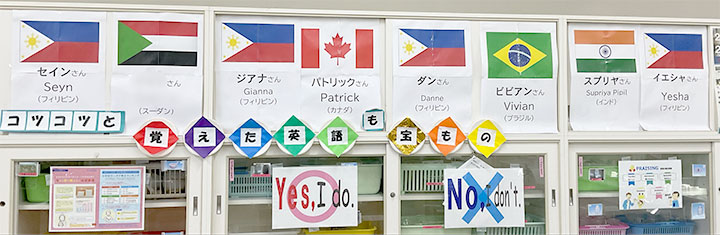 セインさん
Seyn
(フィリピン)
さん
(スーダン)
ジアナさん
Gianna
(フィリピン)
パトリックさん
Patrick
(カナダ)
ダンさん
Danne
(フィリピン)
ビビアンさん
Vivian
(ブラジル)
スプリヤさん
Supriya Pipil
(インド)
イエシャさん
Yesha
(フィリピン)
コツコツと覚えた英語も宝もの
Yes, I do.
No, I don't.
PRAISING